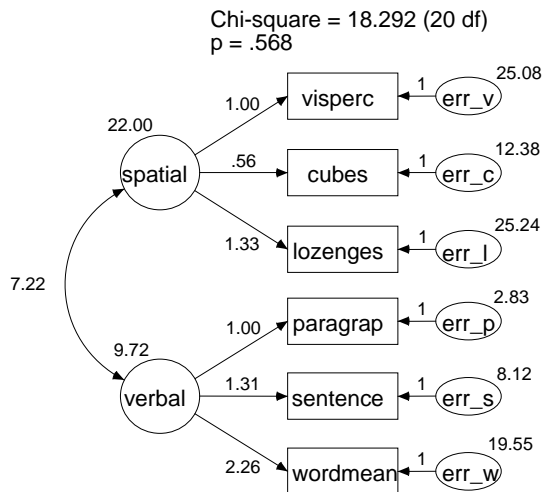 Chi-square = 18.292 (20 df)
p = .568
25.08
1.00
visperc
1
err_v
22.00
12.38
spatial
.56
cubes
1
err_c
25.24
1.33
lozenges
1
err_l
7.22
2.83
1.00
paragrap
1
err_p
9.72
8.12
verbal
1.31
sentence
1
err_s
19.55
2.26
wordmean
1
err_w